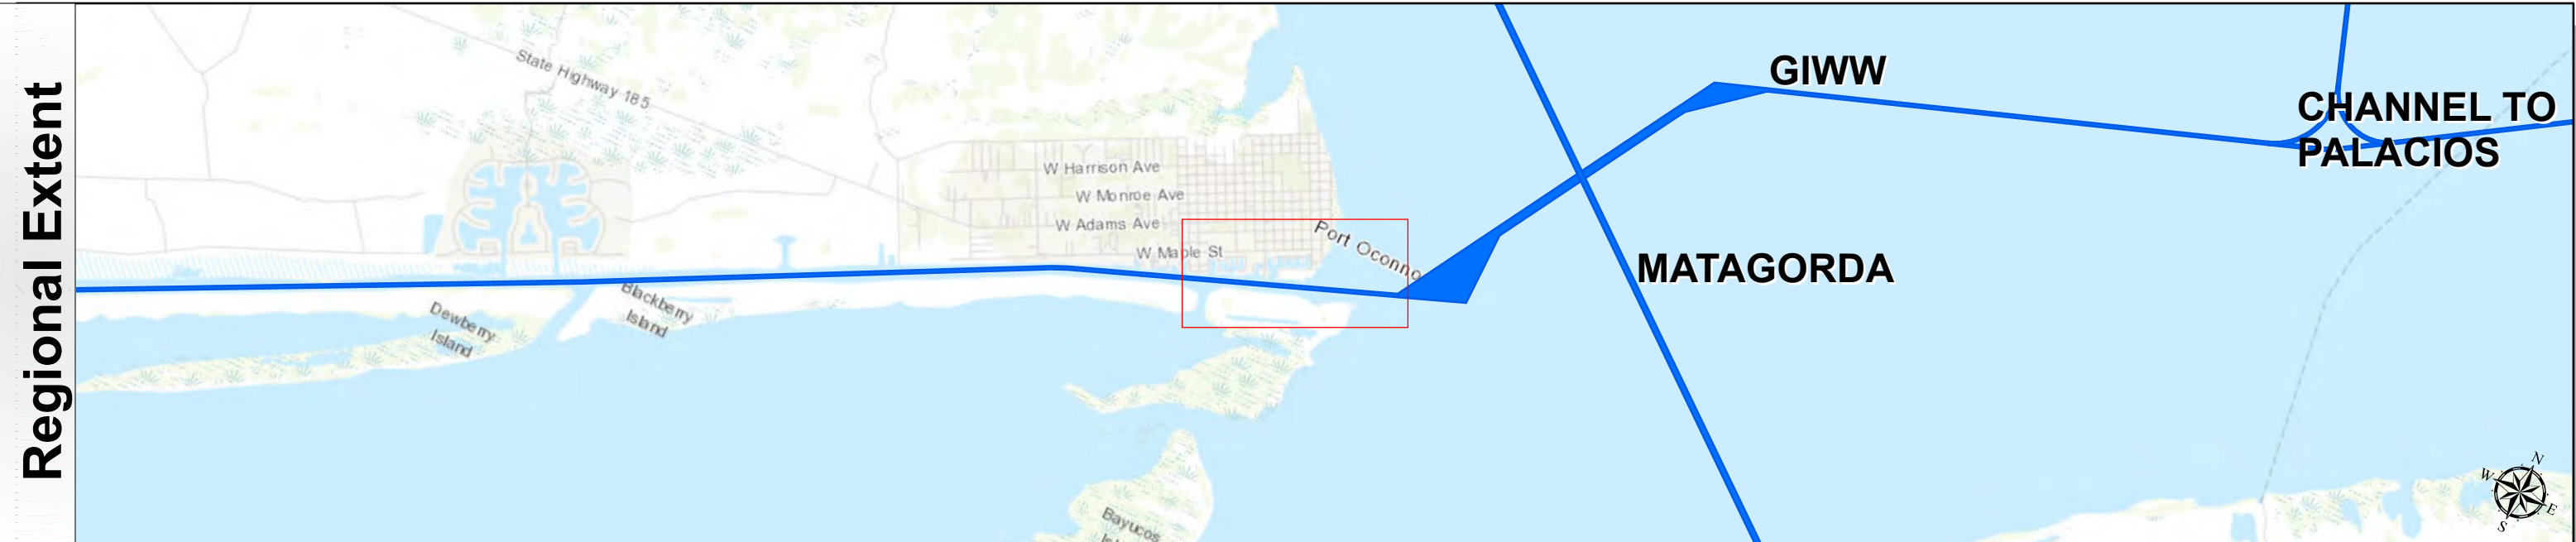 Regional Extent
State Highway 185
GIWW
CHANNEL TO
PALACIOS
W Harrison Ave
W Monroe Ave
W Adams Ave
W Maple St
Port Oconno
MATAGORDA
Blackberry
Island
Dewberry
Island
Bayucos
N
W
E
S